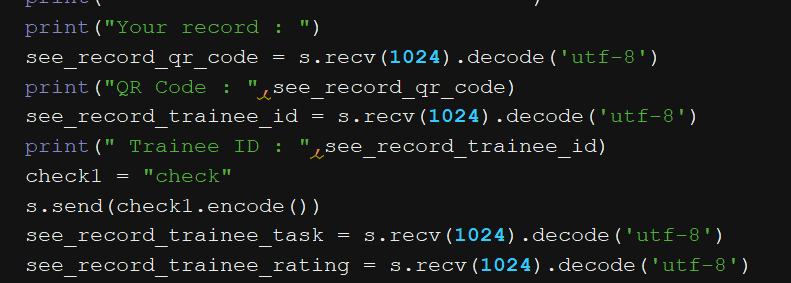 print("Your record : ")
see_record_qr_code = s.recv(1024).decode('utf-8')
print("QR Code : ",see_record_qr_code)
see_record_trainee_id = s.recv(1024).decode('utf-8')
print(" Trainee ID : ",see_record_trainee_id)
check1 = "check"
s.send(check1.encode())
see_record_trainee_task = s.recv(1024).decode('utf-8')
see_record_trainee_rating = s.recv(1024).decode('utf-8')